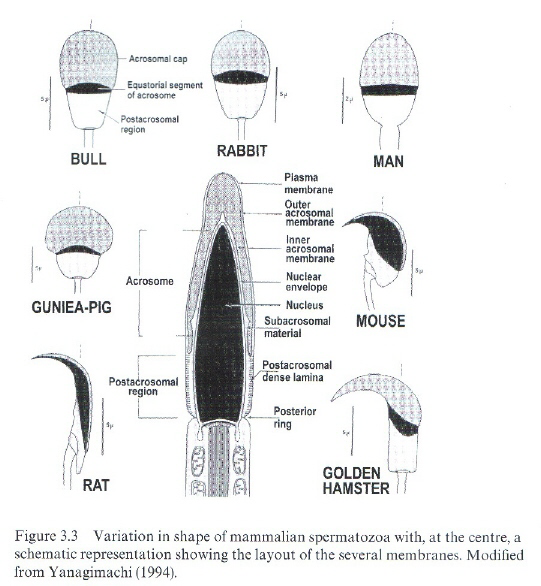 Acrosomal cap
Equatorial segment
of acrosome
Postacrosomal
region
5µ
BULL
5µ
RABBIT
2µ
MAN
Plasma
membrane
Outer
acrosomal
membrane
Inner
acrosomal
membrane
Nuclear
envelope
Nucleus
Subacrosomal
material
Postacrosomal
dense lamina
Posterior
ring
Acrosome
Postacrosomal
region
GUNIEA-PIG
5µ
MOUSE
5µ
RAT
5µ
GOLDEN
HAMSTER
Figure 3.3 Variation in shape of mammalian spermatozoa with, at the centre, a
schematic representation showing the layout of the several membranes. Modified
from Yanagimachi (1994).